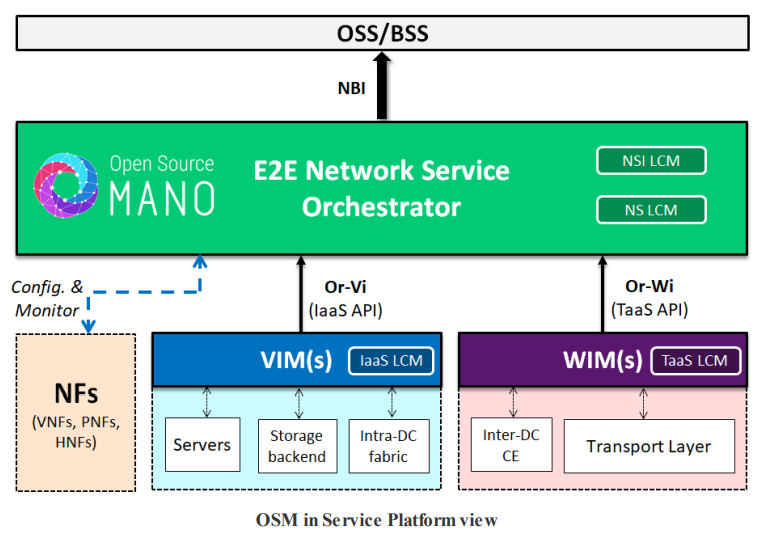 OSS/BSS
NBI
Open Source
MANO
E2E Network Service
Orchestrator
NSI LCM
NS LCM
Config. &
Monitor
Or-Vi
(IaaS API)
Or-Wi
(TaaS API)
NFs
(VNFs, PNFs,
HNFs)
VIM(s)
IaaS LCM
Servers
Storage
backend
Intra-DC
fabric
WIM(s)
TaaS LCM
Inter-DC
CE
Transport Layer
OSM in Service Platform view